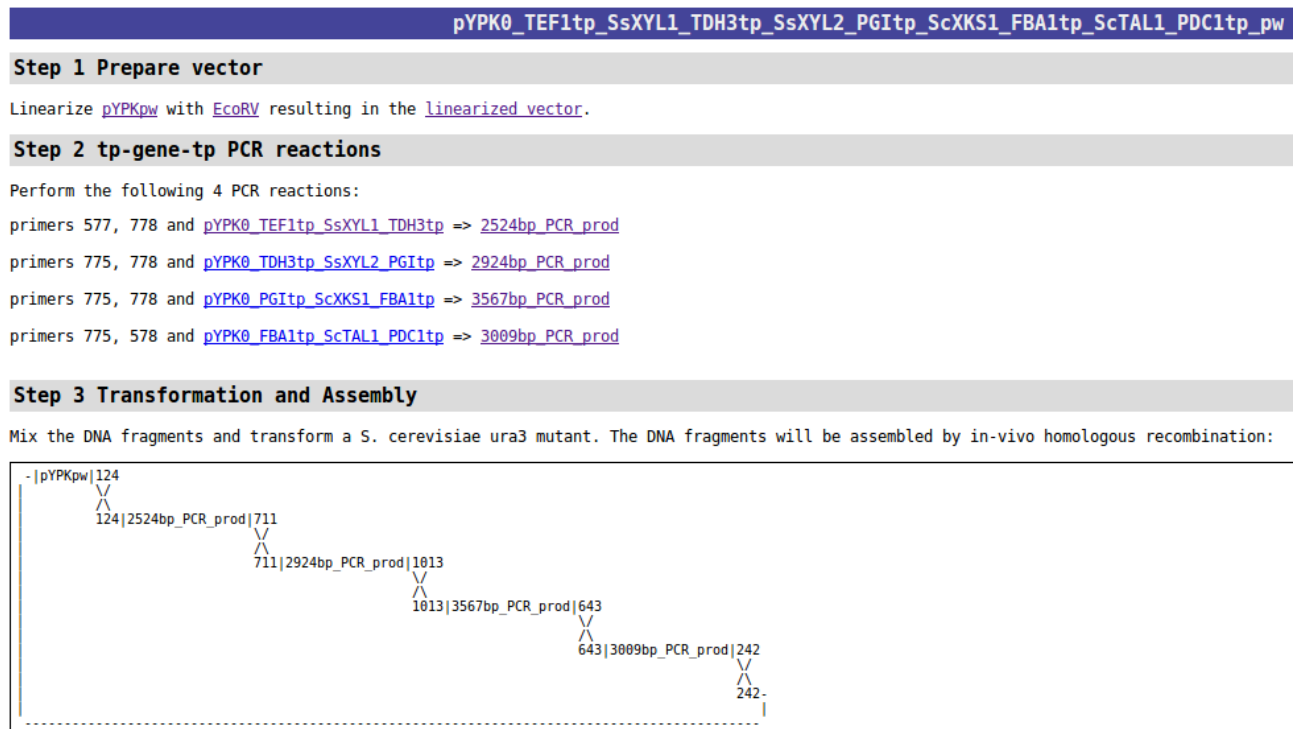 pYPK0_TEF1tp_SsXYL1_TDH3tp_SsXYL2_PGItp_ScXKS1_FBA1tp_ScTAL1_PDC1tp_pw
Step 1 Prepare vector
Linearize pYPKpw with EcoRV resulting in the linearized vector.
Step 2 tp-gene-tp PCR reactions
Perform the following 4 PCR reactions:
primers 577, 778 and pYPK0_TEF1tp_SsXYL1_TDH3tp => 2524bp_PCR_prod
primers 775, 778 and pYPK0_TDH3tp_SsXYL2_PGItp => 2924bp_PCR_prod
primers 775, 778 and pYPK0_PGItp_ScXKS1_FBA1tp => 3567bp_PCR_prod
primers 775, 578 and pYPK0_FBA1tp_ScTAL1_PDC1tp => 3009bp_PCR_prod
Step 3 Transformation and Assembly
Mix the DNA fragments and transform a S. cerevisiae ura3 mutant. The DNA fragments will be assembled by in-vivo homologous recombination:
-|pYPKpw|124
|         \/
|         /\
|         124|2524bp_PCR_prod|711
|                             \/
|                             /\
|                             711|2924bp_PCR_prod|1013
|                                                 \/
|                                                 /\
|                                                 1013|3567bp_PCR_prod|643
|                                                                      \/
|                                                                      /\
|                                                                      643|3009bp_PCR_prod|242
|                                                                                          \/
|                                                                                          /\
|                                                                                          242-
|                                                                                             |
 ---------------------------------------------------------------------------------------------